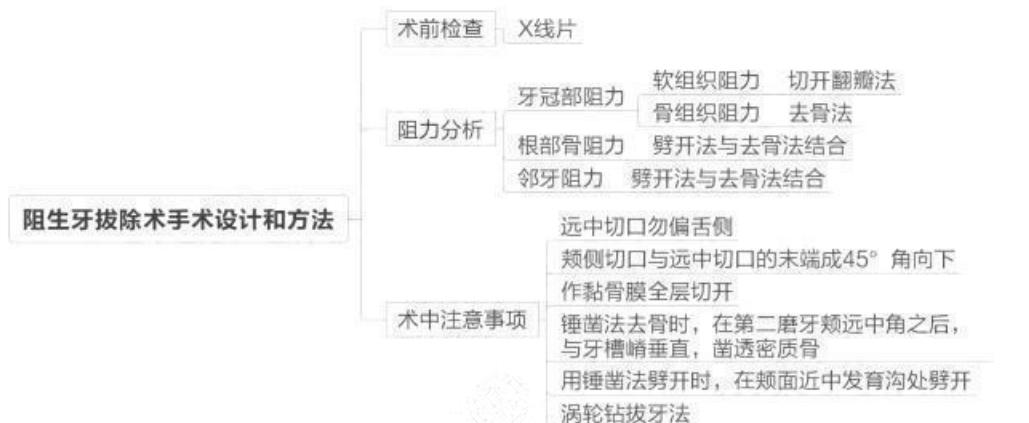 术前检查 X线片
软组织阻力 切开翻瓣法
牙冠部阻力
骨组织阻力 去骨法
阻力分析
根部骨阻力 劈开法与去骨法结合
邻牙阻力 劈开法与去骨法结合
阻生牙拔除术手术设计和方法
远中切口勿偏舌侧
颊侧切口与远中切口的末端成45°角向下
作黏骨膜全层切开
术中注意事项
锤凿法去骨时，在第二磨牙颊远中角之后，
与牙槽嵴垂直，凿透密质骨
用锤凿法劈开时，在颊面近中发育沟处劈开
涡轮钻拔牙法